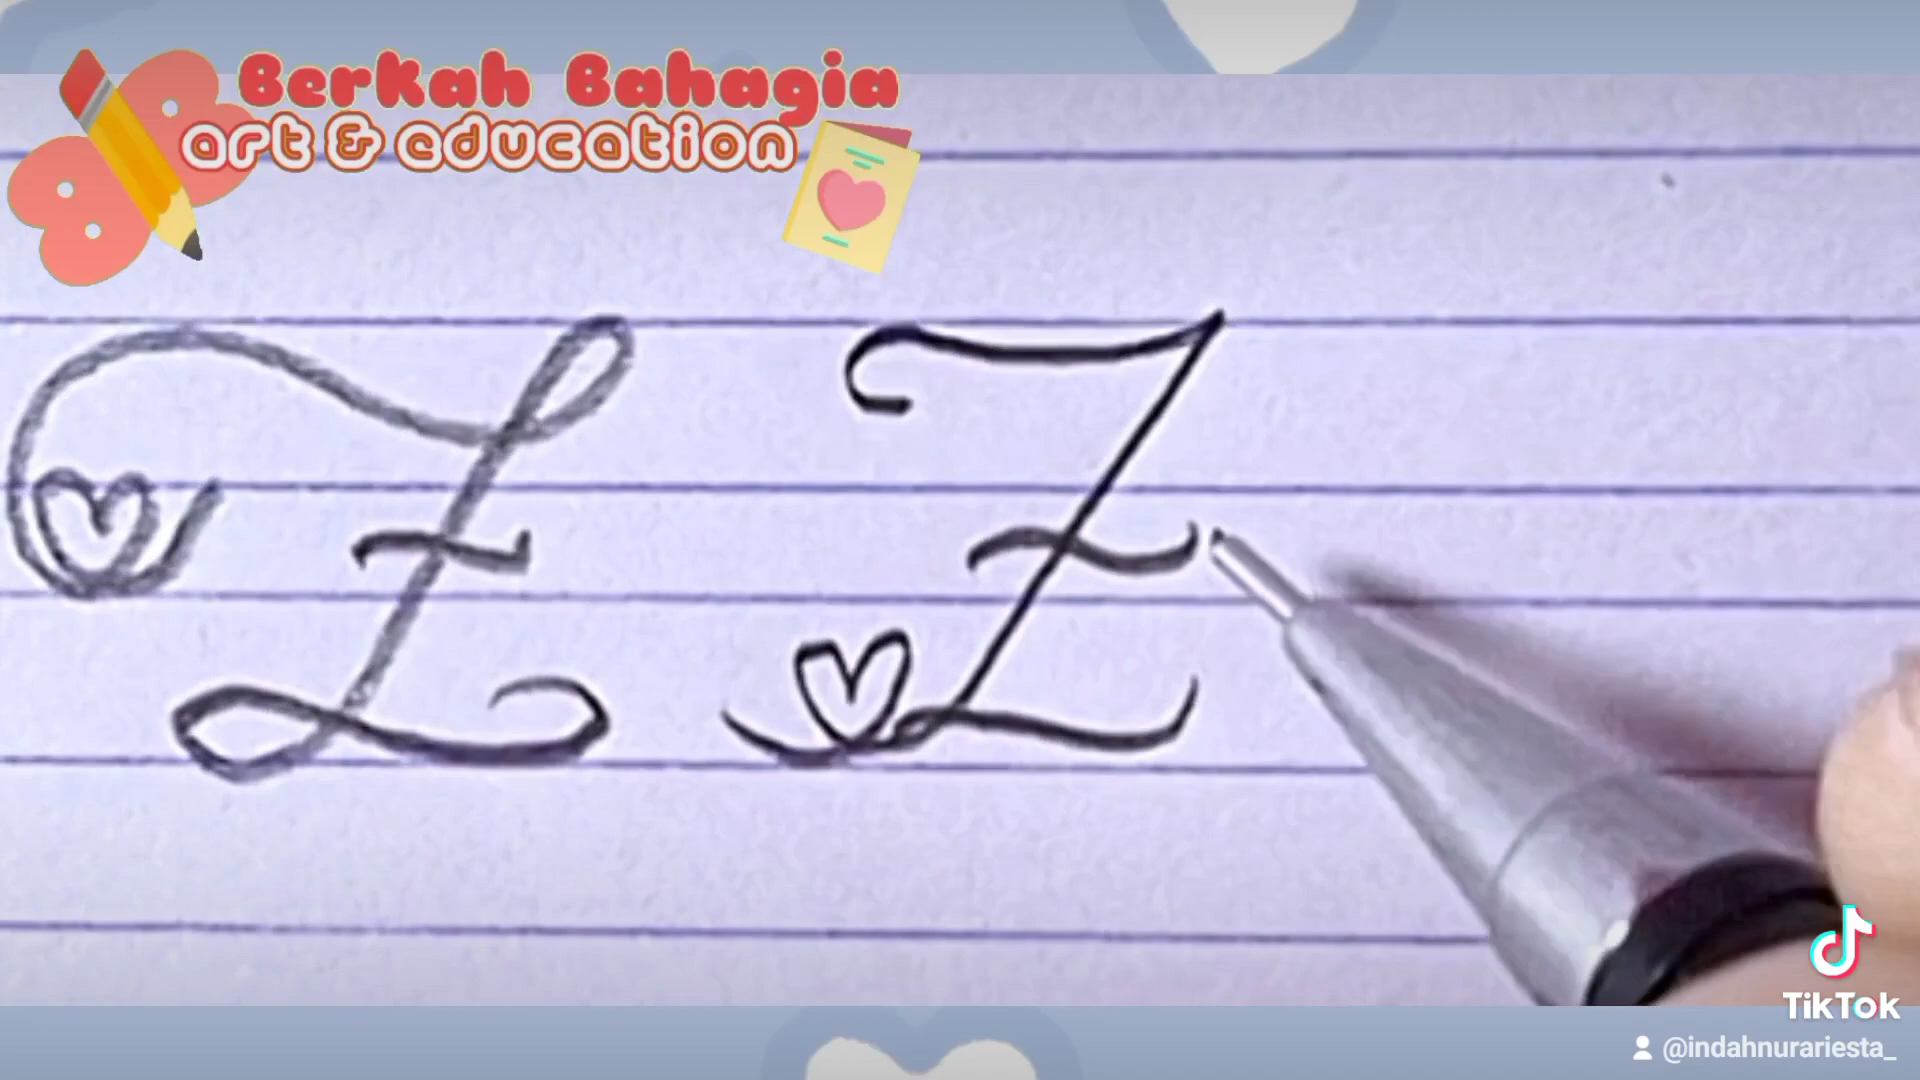 Berkah Bahagia
art & education
Z Z
TikTok
@indahnurariesta_